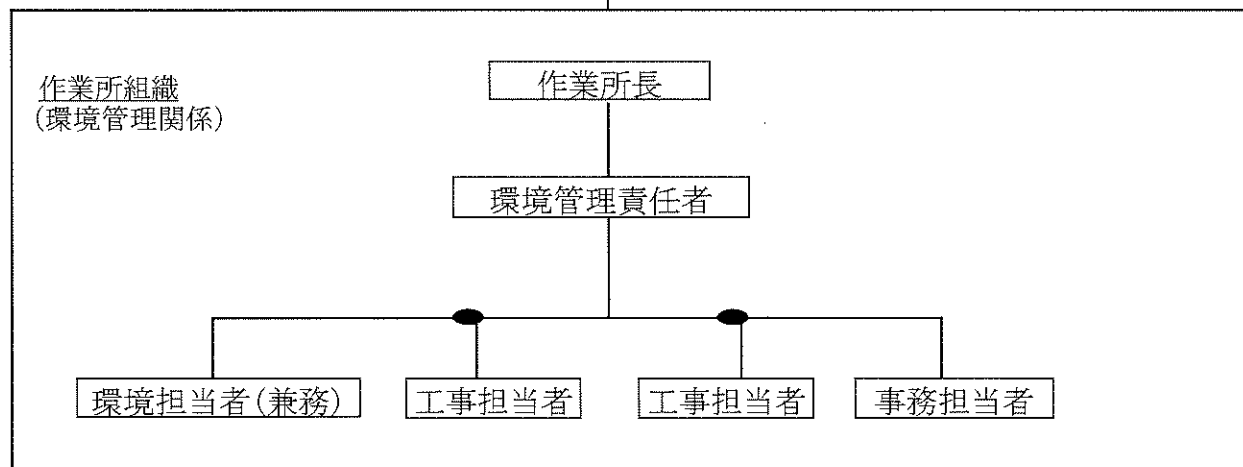 作業所組織
(環境管理関係)
作業所長
環境管理責任者
環境担当者(兼務)
工事担当者
工事担当者
事務担当者